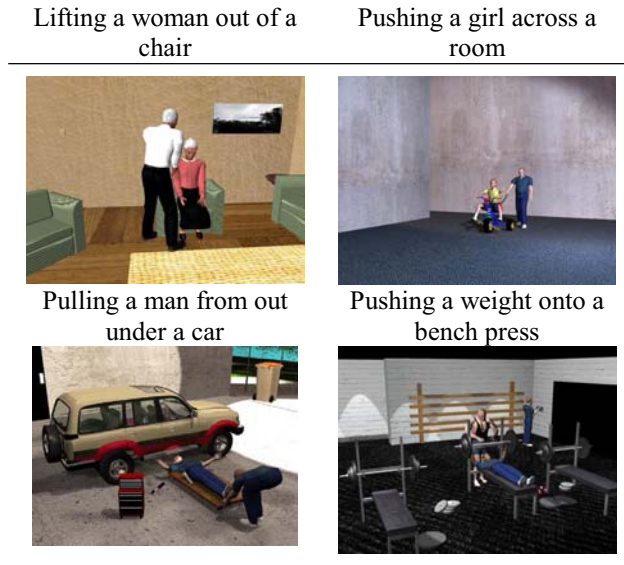 Lifting a woman out of a
chair
Pushing a girl across a
room
Pulling a man from out
under a car
Pushing a weight onto a
bench press